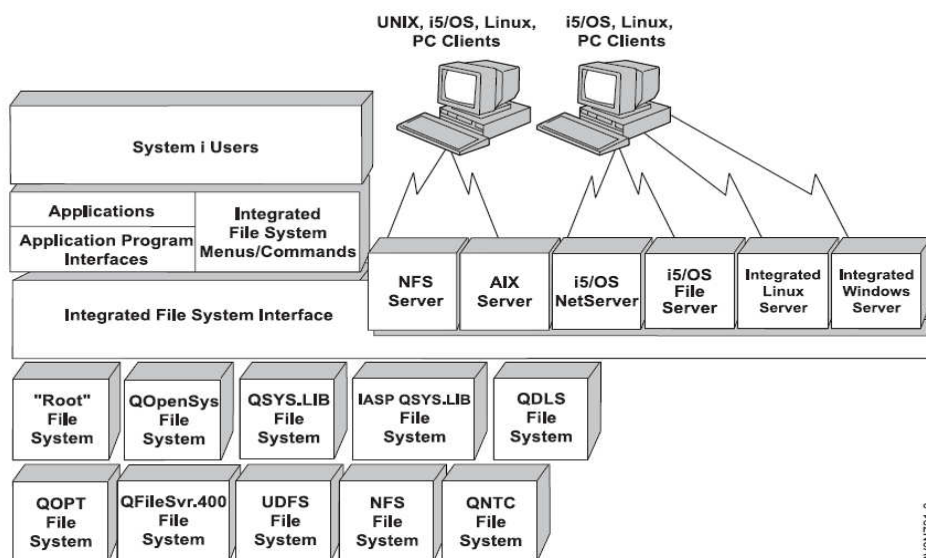 UNIX, i5/OS, Linux,
PC Clients
i5/OS, Linux,
PC Clients
System i Users
Applications
Application Program
Interfaces
Integrated
File System
Menus/Commands
NFS
Server
AIX
Server
i5/OS
NetServer
i5/OS
File
Server
Integrated
Linux
Server
Integrated
Windows
Server
Integrated File System Interface
"Root"
File
System
QOpenSys
File
System
QSYS.LIB
File
System
IASP QSYS.LIB
File
System
QDLS
File
System
QOPT
File
System
QFileSvr.400
File
System
UDFS
File
System
NFS
File
System
QNTC
File
System